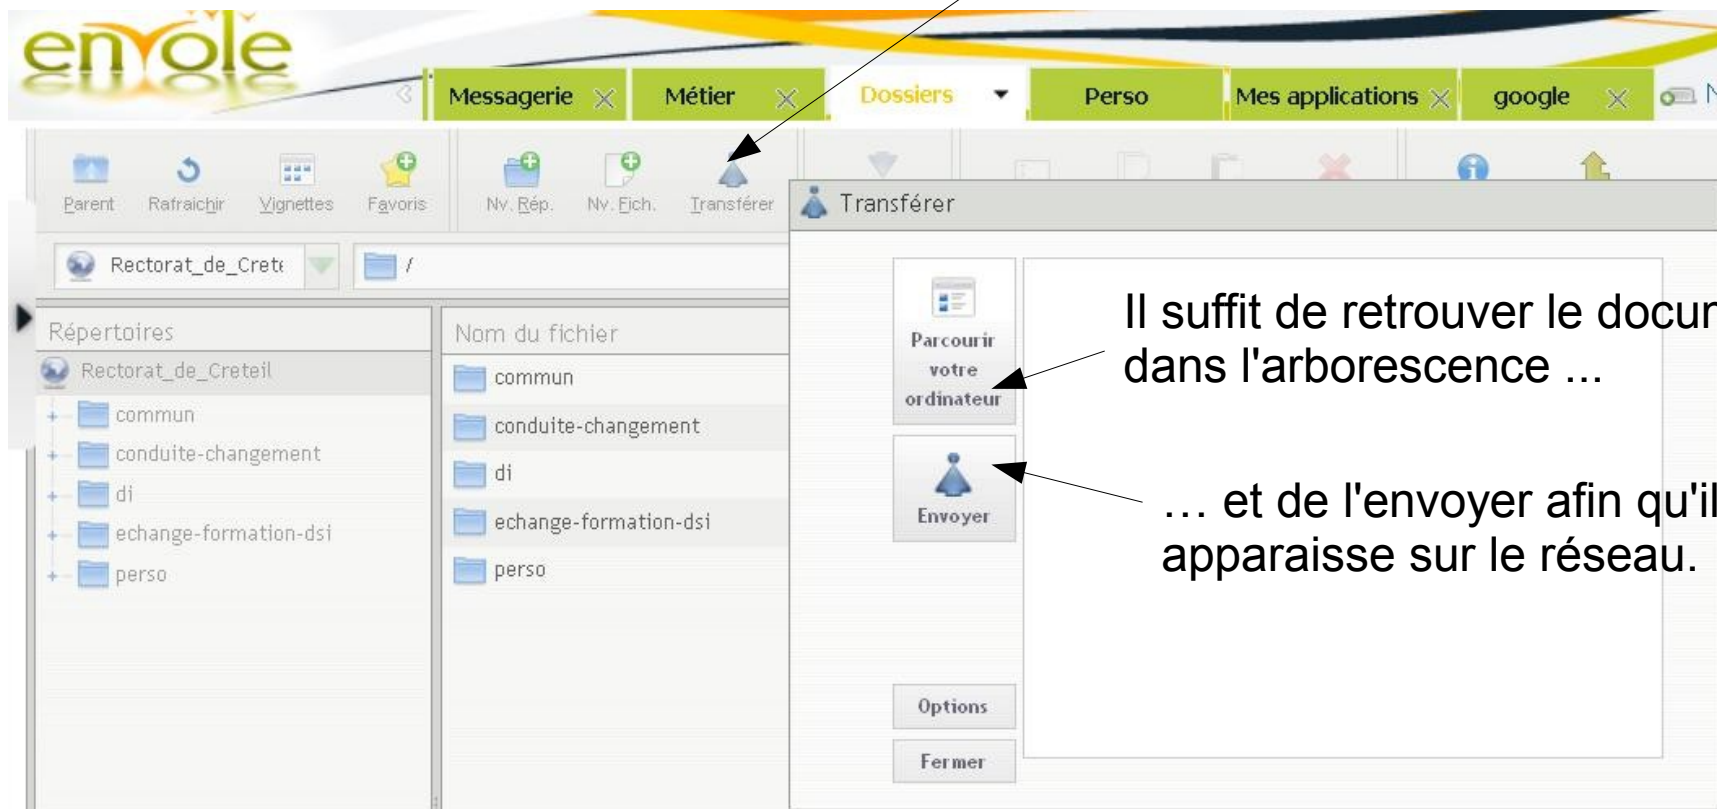 envole
Messagerie Métier Dossiers Perso Mes applications google
Parent Rafraichir Vignettes Favoris Nv. Rép. Nv. Fich. Transférer
Transférer
Rectorat_de_Crete /
Répertoires
Rectorat_de_Creteil
commun
conduite-changement
di
echange-formation-dsi
perso
Nom du fichier
commun
conduite-changement
di
echange-formation-dsi
perso
Parcourir
votre
ordinateur
Envoyer
Options
Fermer
Il suffit de retrouver le
dans l'arborescence ...
… et de l'envoyer afin qu'il
apparaisse sur le réseau.